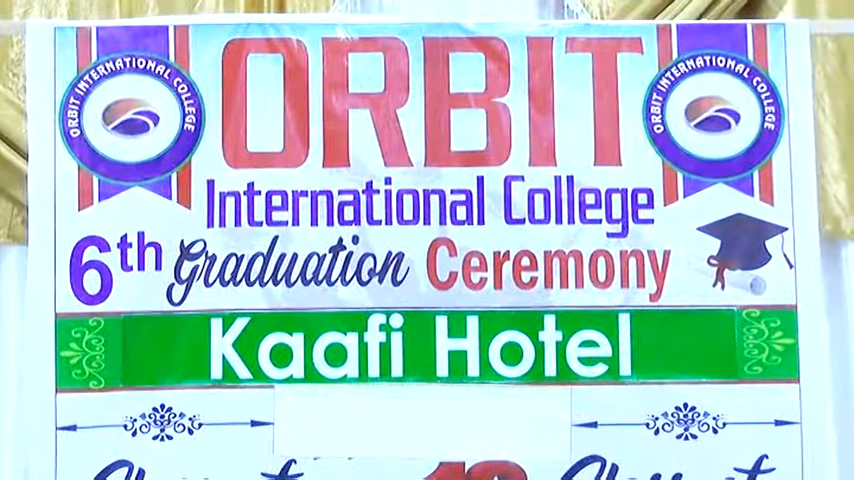 ORBIT INTERNATIONAL COLLEGE
ORBIT
ORBIT INTERNATIONAL COLLEGE
International College
6th Graduation Ceremony
Kaafi Hotel